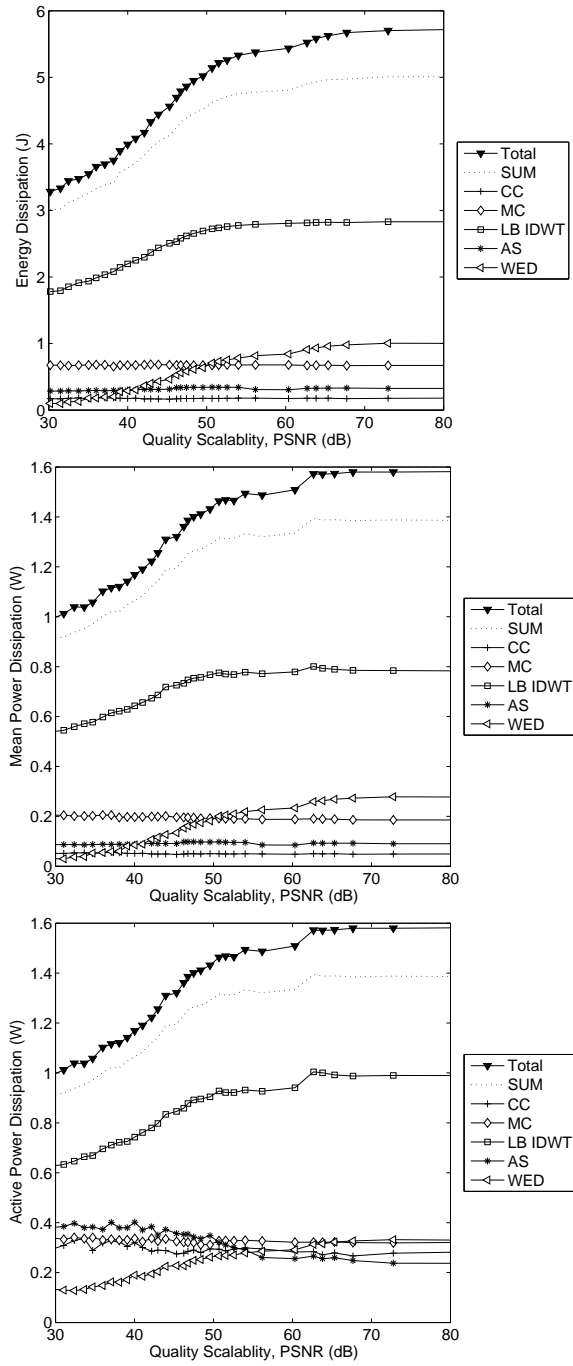 6
5
4
3
2
1
0
Energy Dissipation (J)
30 40 50 60 70 80
Quality Scalablity, PSNR (dB)
Total
SUM
CC
MC
LB IDWT
AS
WED
1.6
1.4
1.2
1
0.8
0.6
0.4
0.2
0
Mean Power Dissipation (W)
30 40 50 60 70 80
Quality Scalablity, PSNR (dB)
Total
SUM
CC
MC
LB IDWT
AS
WED
1.6
1.4
1.2
1
0.8
0.6
0.4
0.2
0
Active Power Dissipation (W)
30 40 50 60 70 80
Quality Scalablity, PSNR (dB)
Total
SUM
CC
MC
LB IDWT
AS
WED